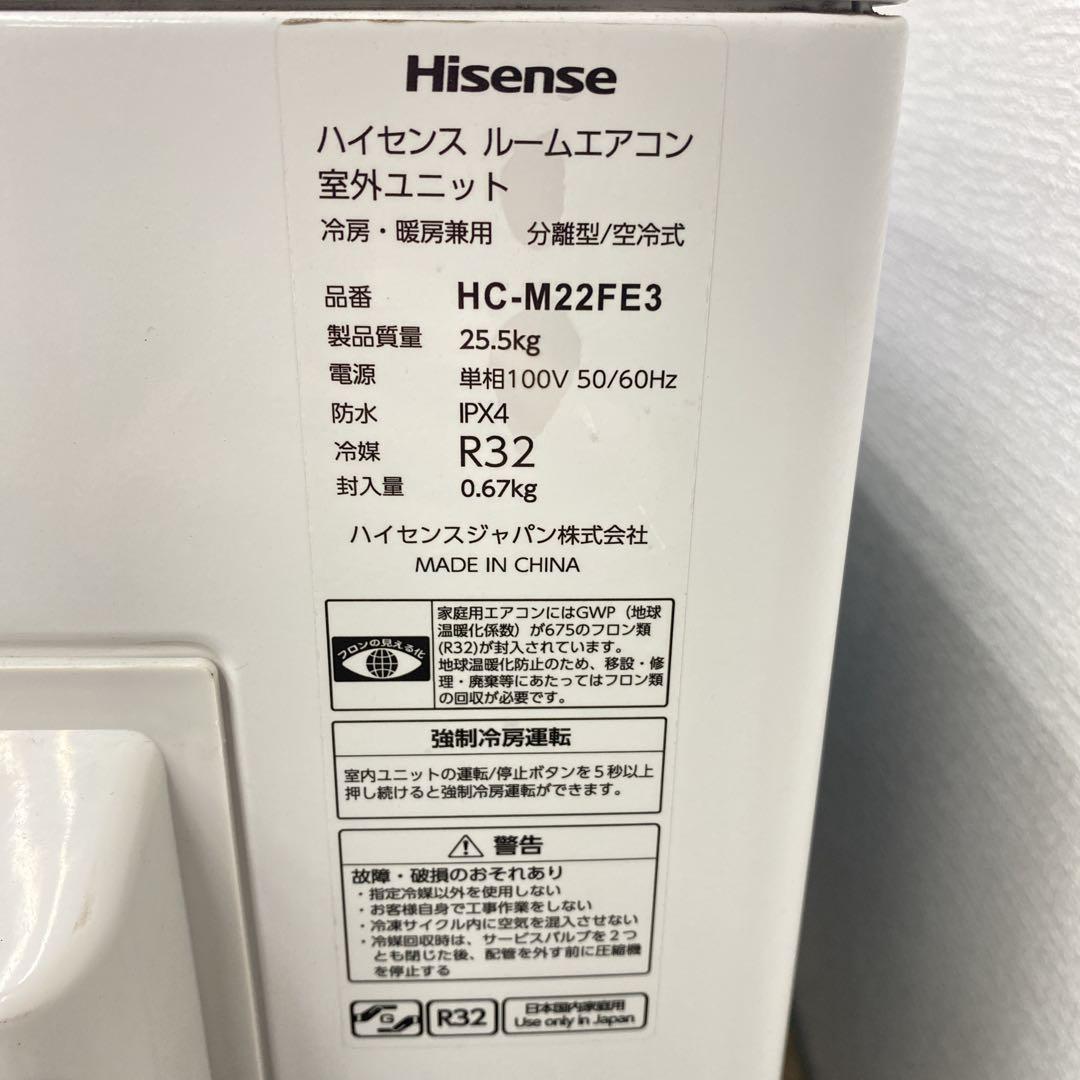 Hisense
ハイセンス ルームエアコン
室外ユニット
冷房・暖房兼用 分離型/空冷式
品番 HC-M22FE3
製品質量 25.5kg
電源 単相100V 50/60Hz
防水 IPX4
冷媒 R32
封入量 0.67kg
ハイセンスジャパン株式会社
MADE IN CHINA
フロンの見える化
家庭用エアコンにはGWP（地球
温暖化係数）が675のフロン類
(R32)が封入されています。
地球温暖化防止のため、移設・修
理・廃棄等にあたってはフロン類
の回収が必要です。
強制冷房運転
室内ユニットの運転/停止ボタンを５秒以上
押し続けると強制冷房運転ができます。
警告
故障・破損のおそれあり
・指定冷媒以外を使用しない
・お客様自身で工事作業をしない
・冷凍サイクル内に空気を混入させない
・冷媒回収時は、サービスバルブを２つ
とも閉じた後、配管を外す前に圧縮機
を停止する
G
R32
日本国内家庭用
Use only in Japan